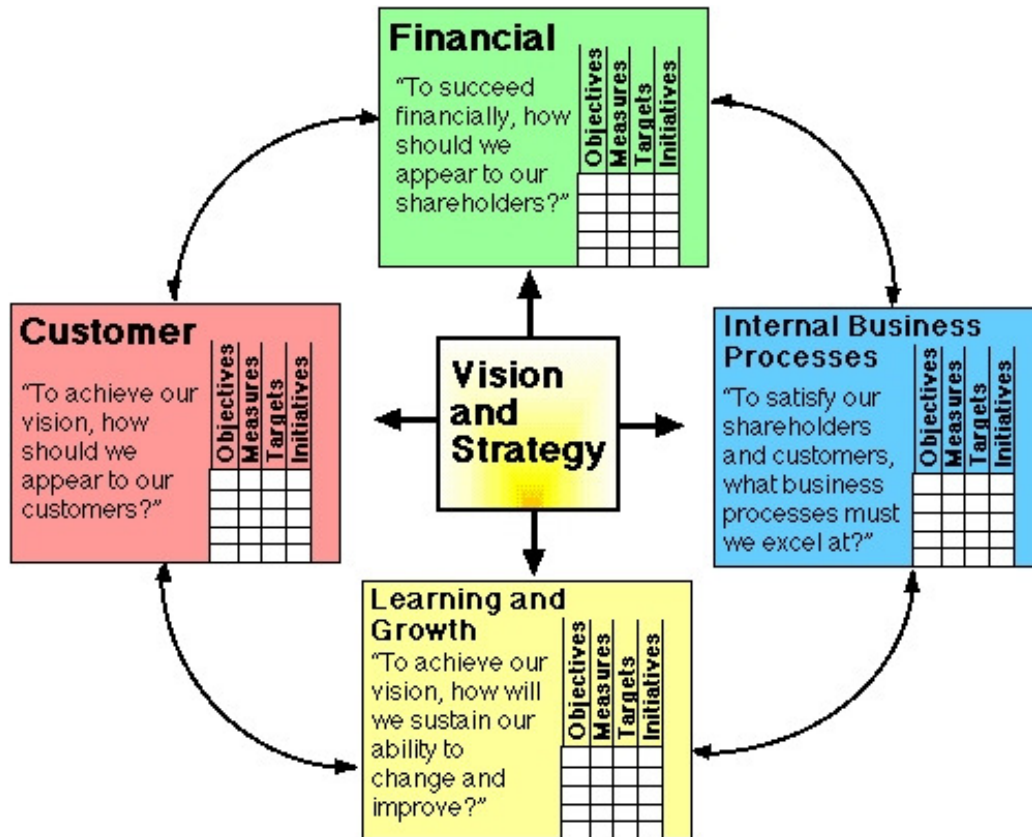 Financial
“To succeed
financially, how
should we
appear to our
shareholders?”
Objectives
Measures
Targets
Initiatives
Customer
“To achieve our
vision, how
should we
appear to our
customers?”
Objectives
Measures
Targets
Initiatives
Vision
and
Strategy
Internal Business
Processes
“To satisfy our
shareholders
and customers,
what business
processes must
we excel at?”
Objectives
Measures
Targets
Initiatives
Learning and
Growth
“To achieve our
vision, how will
we sustain our
ability to
change and
improve?”
Objectives
Measures
Targets
Initiatives